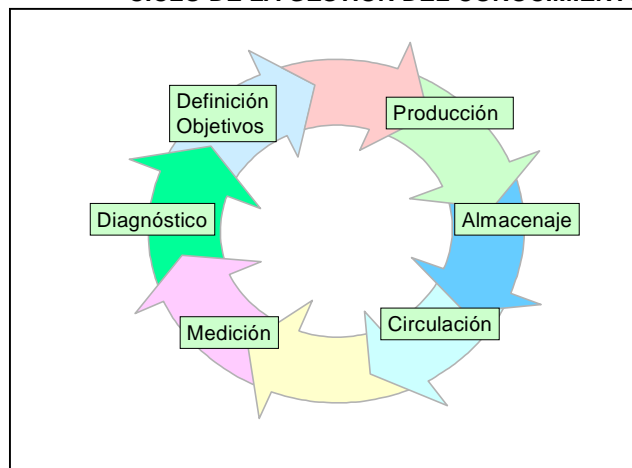 Definición
Objetivos
Producción
Diagnóstico
Almacenaje
Medición
Circulación